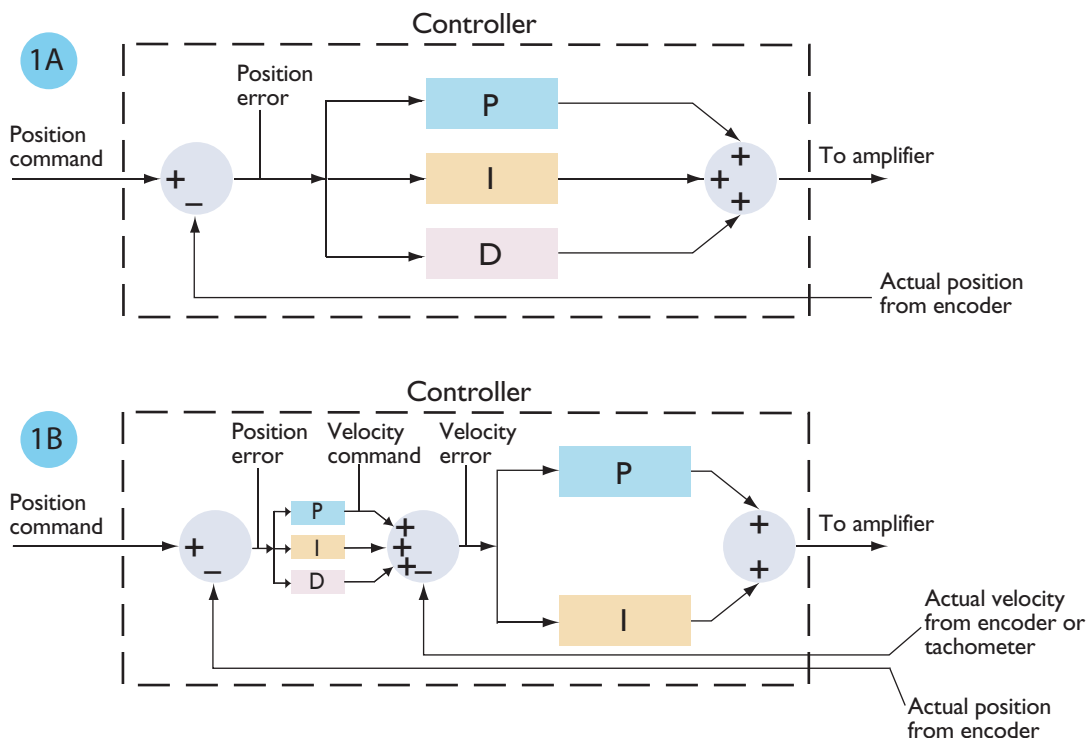 Controller
1A
Position
error
Position
command
P
I
D
+
−
+
+
+
To amplifier
Actual position
from encoder
Controller
1B
Position
error
Velocity
command
Velocity
error
Position
command
P
I
D
+
−
+
+
+
−
P
I
+
+
To amplifier
Actual velocity
from encoder or
tachometer
Actual position
from encoder